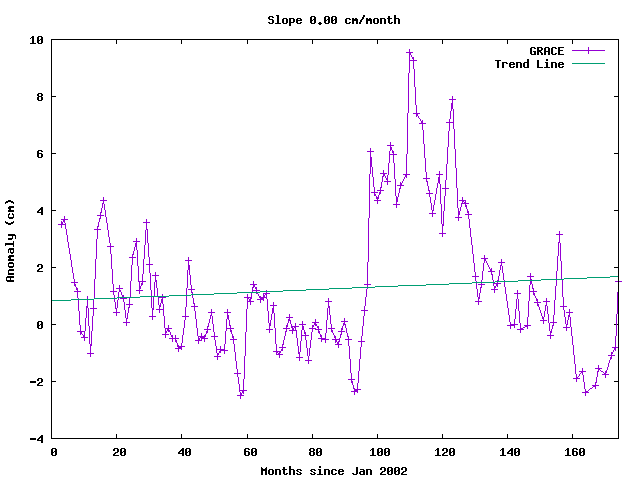 Slope 0.00 cm/month
GRACE
Trend Line
10
8
6
4
2
0
-2
-4
Anomaly (cm)
0 20 40 60 80 100 120 140 160
Months since Jan 2002